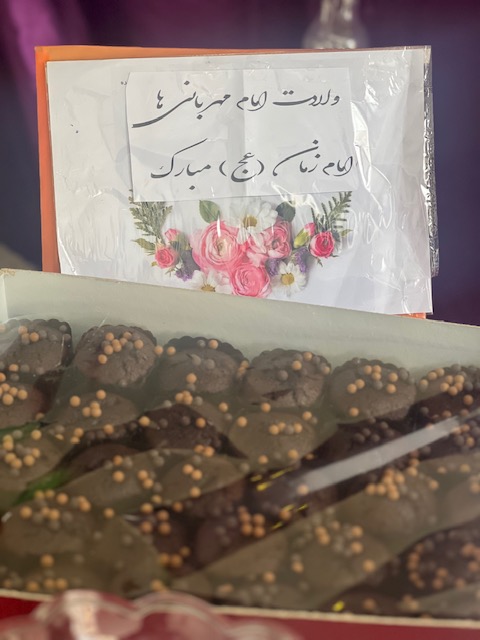 ولادت امام مهربانی ها
امام زمان (عج) مبارک